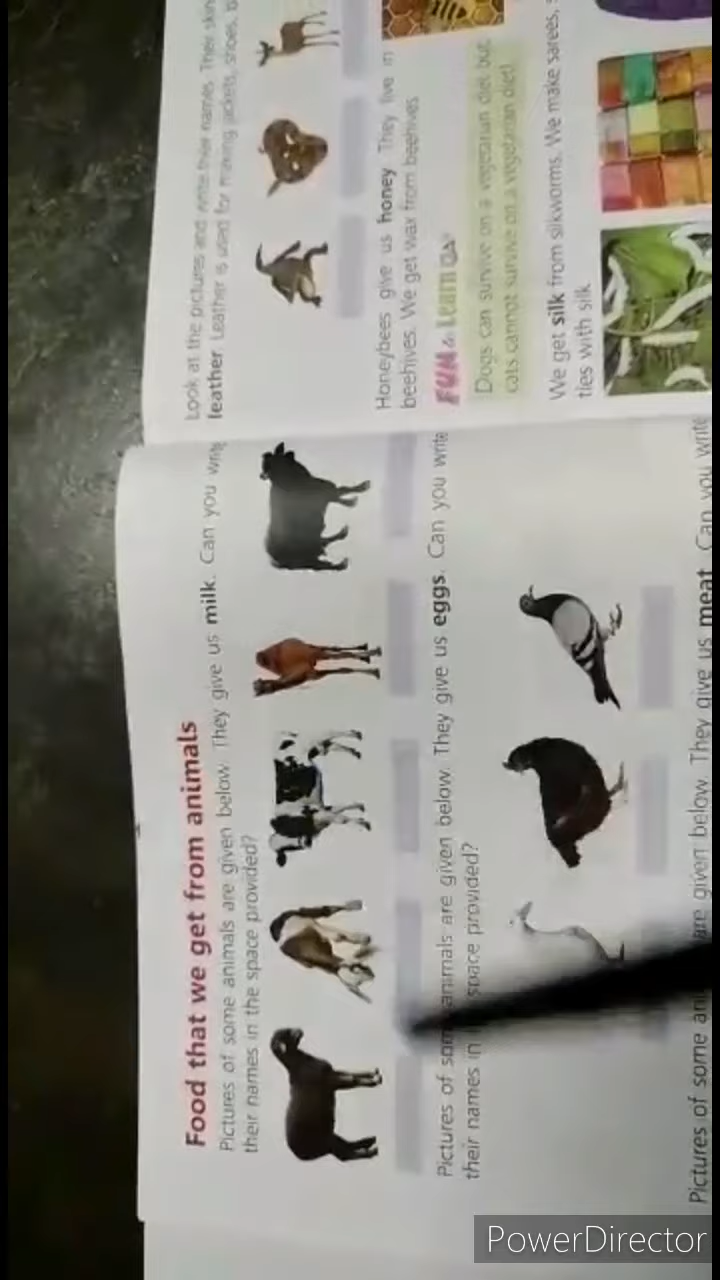 Food that we get from animals
Pictures of some animals are given below. They give us milk. Can you write
their names in the space provided?
Pictures of some animals are given below. They give us eggs. Can you write
their names in space provided?
Pictures of some are given below. They give us meat. Can you write
Look at the pictures and write their names. Their skin
leather. Leather is used for making jackets, shoes,
Honeybees give us honey. They live in
beehives. We get wax from beehives
FUN & Learn
Dogs can survive on a vegetarian diet but
cats cannot survive on a vegetarian diet!
We get silk from silkworms. We make sarees,
ties with silk
PowerDirector